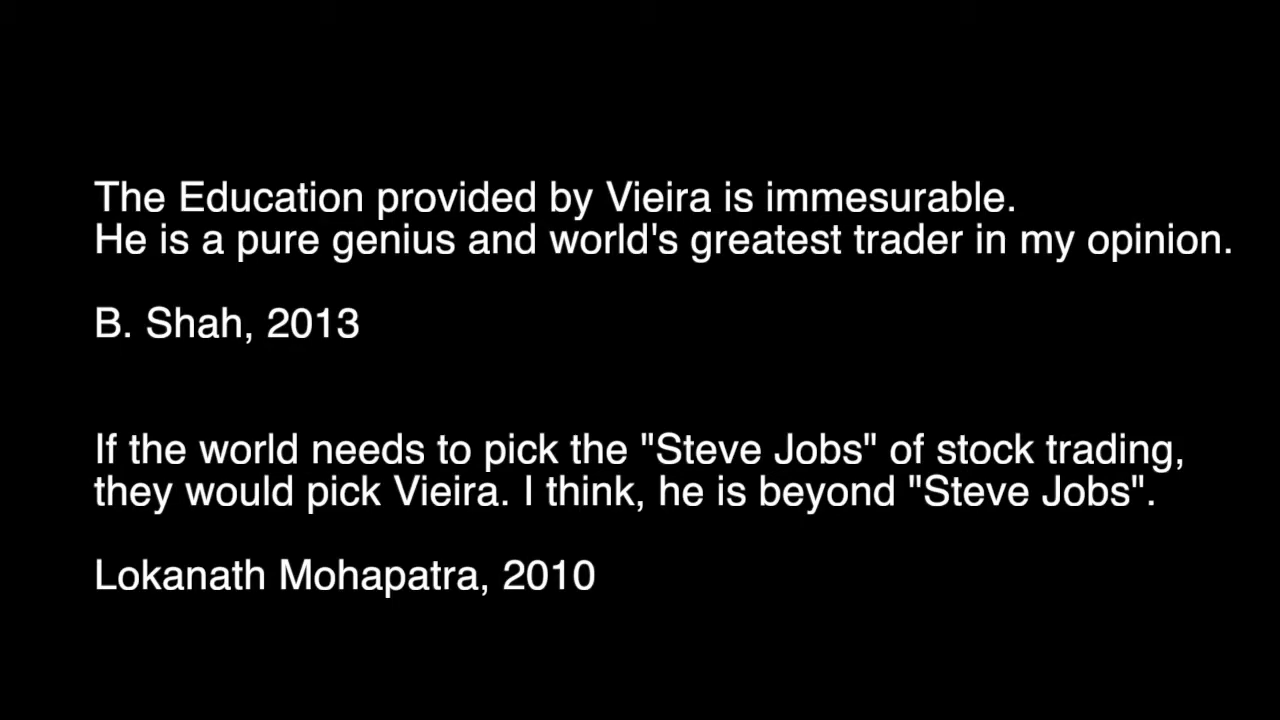 The Education provided by Vieira is immesurable.
He is a pure genius and world's greatest trader in my opinion.
B. Shah, 2013
If the world needs to pick the "Steve Jobs" of stock trading,
they would pick Vieira. I think, he is beyond "Steve Jobs".
Lokanath Mohapatra, 2010